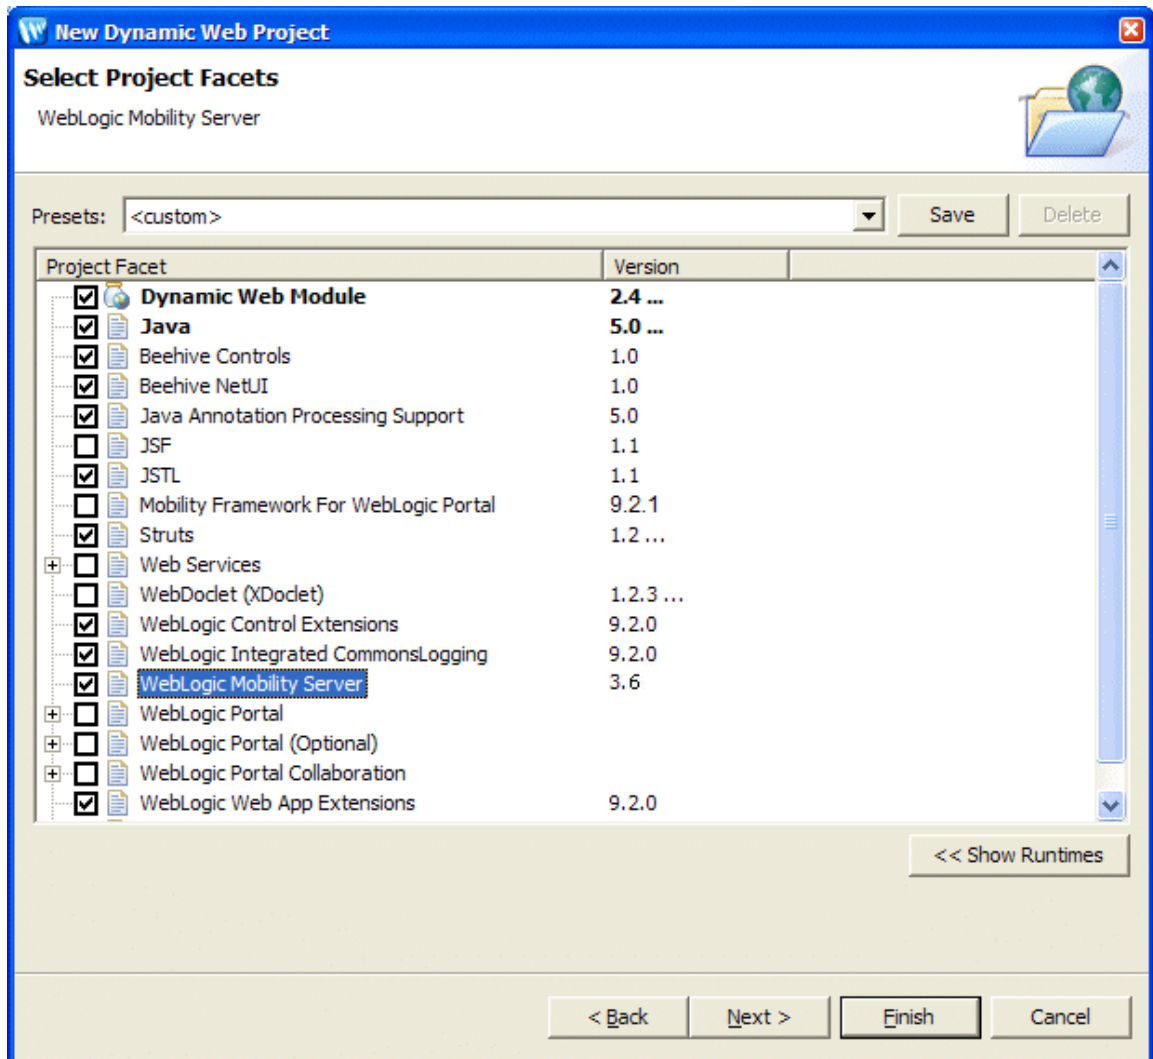 New Dynamic Web Project
Select Project Facets
WebLogic Mobility Server
Presets: <custom> Save Delete
Project Facet Version
Dynamic Web Module 2.4 ...
Java 5.0 ...
Beehive Controls 1.0
Beehive NetUI 1.0
Java Annotation Processing Support 5.0
JSF 1.1
JSTL 1.1
Mobility Framework For WebLogic Portal 9.2.1
Struts 1.2 ...
Web Services
WebDoclet (XDoclet) 1.2.3 ...
WebLogic Control Extensions 9.2.0
WebLogic Integrated CommonsLogging 9.2.0
WebLogic Mobility Server 3.6
WebLogic Portal
WebLogic Portal (Optional)
WebLogic Portal Collaboration
WebLogic Web App Extensions 9.2.0
<< Show Runtimes
< Back Next > Finish Cancel